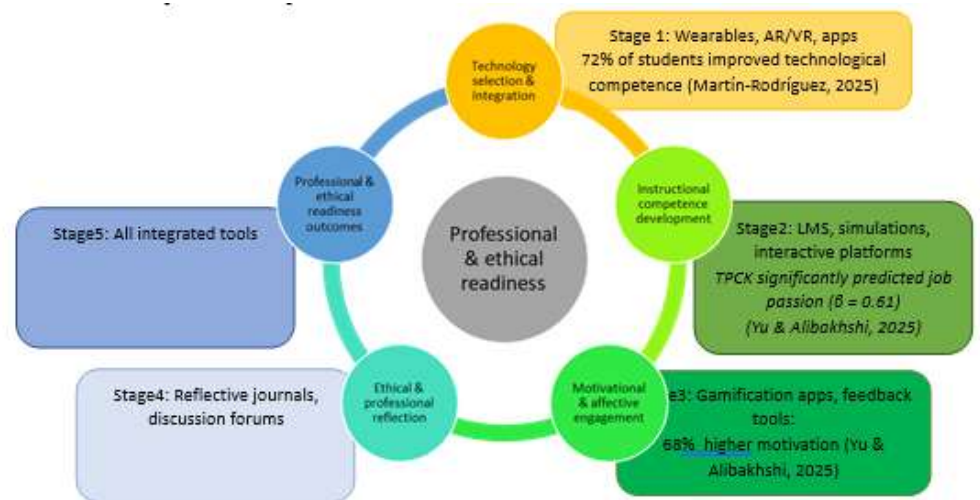 Technology
selection &
integration
Stage 1: Wearables, AR/VR, apps
72% of students improved technological
competence (Martín-Rodríguez, 2025)
Instructional
competence
development
Stage2: LMS, simulations,
interactive platforms
TPCK significantly predicted job
passion (β = 0.61)
(Yu & Alibakhshi, 2025)
Motivational
& affective
engagement
e3: Gamification apps, feedback
tools:
68% higher motivation (Yu &
Alibakhshi, 2025)
Ethical &
professional
reflection
Stage4: Reflective journals,
discussion forums
Professional &
ethical
readiness
outcomes
Stage5: All integrated tools
Professional
& ethical
readiness